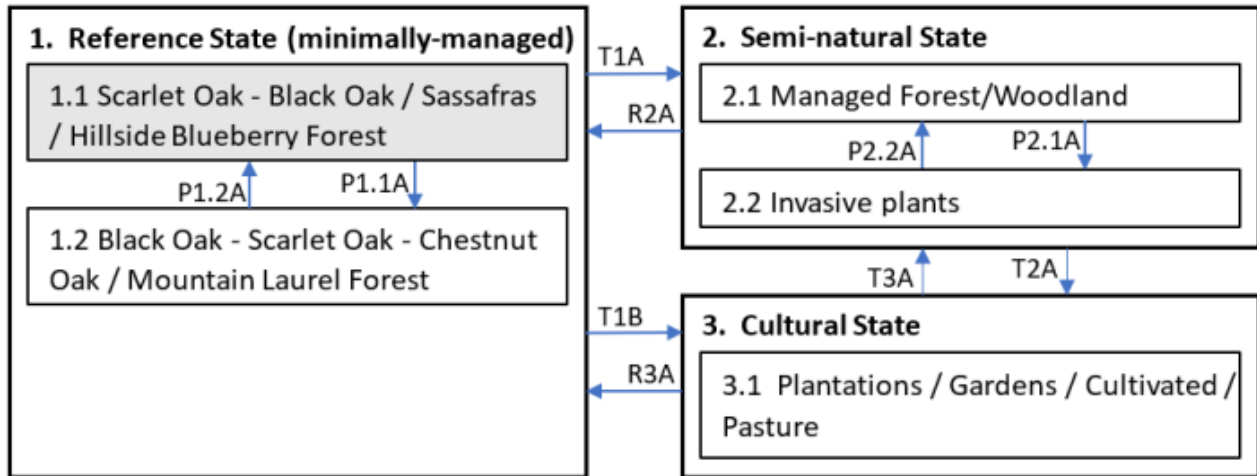 1. Reference State (minimally-managed)
1.1 Scarlet Oak - Black Oak / Sassafras
/ Hillside Blueberry Forest
P1.2A
P1.1A
1.2 Black Oak - Scarlet Oak - Chestnut
Oak / Mountain Laurel Forest
T1A
R2A
T1B
R3A
2. Semi-natural State
2.1 Managed Forest/Woodland
P2.2A
P2.1A
2.2 Invasive plants
T3A
T2A
3. Cultural State
3.1 Plantations / Gardens / Cultivated /
Pasture